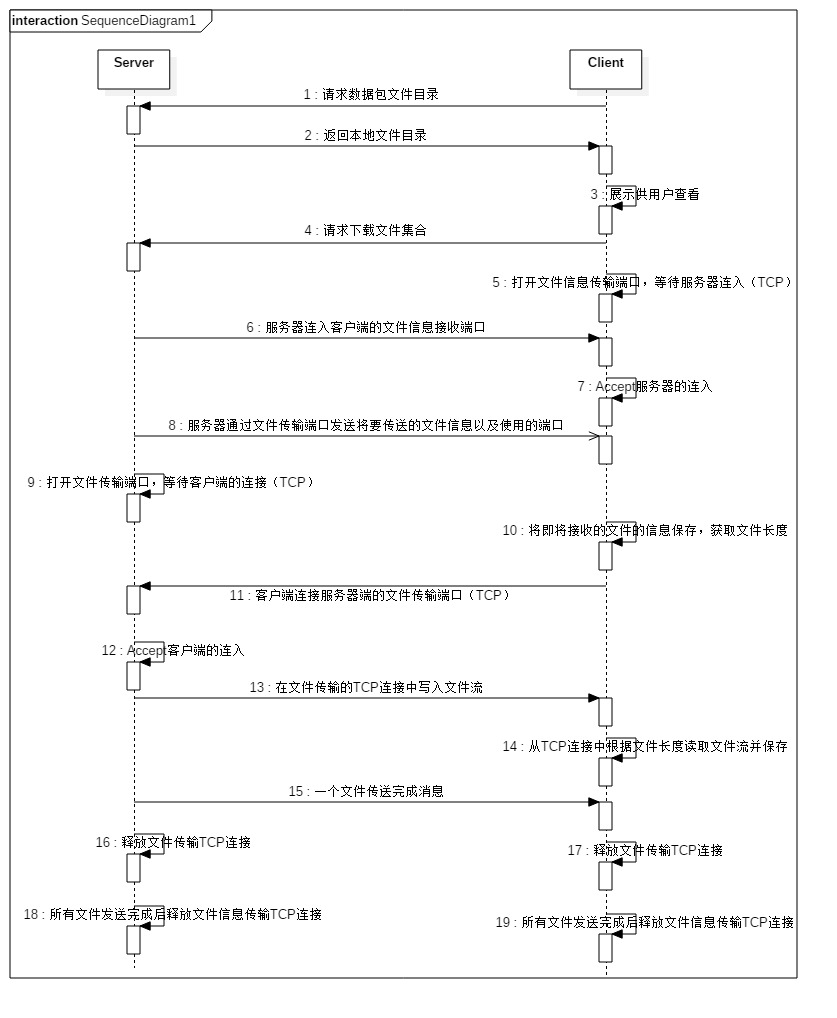 interaction SequenceDiagram1
Server
Client
1 : 请求数据包文件目录
2 : 返回本地文件目录
3 : 展示供用户查看
4 : 请求下载文件集合
5 : 打开文件信息传输端口，等待服务器连入（TCP）
6 : 服务器连入客户端的文件信息接收端口
7 : Accept服务器的连入
8 : 服务器通过文件传输端口发送将要传送的文件信息以及使用的端口
9 : 打开文件传输端口，等待客户端的连接（TCP）
10 : 将即将接收的文件的信息保存，获取文件长度
11 : 客户端连接服务器端的文件传输端口（TCP）
12 : Accept客户端的连入
13 : 在文件传输的TCP连接中写入文件流
14 : 从TCP连接中根据文件长度读取文件流并保存
15 : 一个文件传送完成消息
16 : 释放文件传输TCP连接
17 : 释放文件传输TCP连接
18 : 所有文件发送完成后释放文件信息传输TCP连接
19 : 所有文件发送完成后释放文件信息传输TCP连接